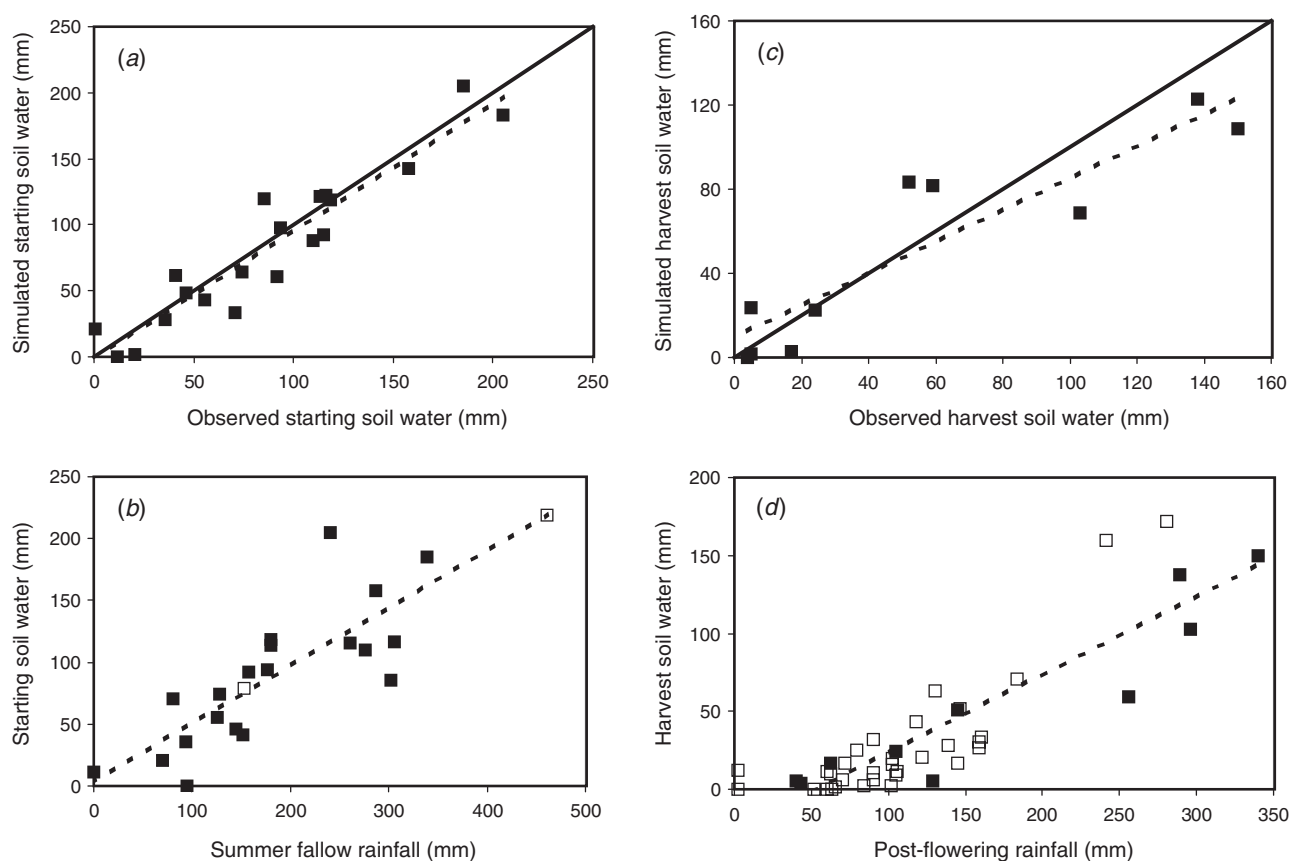 (a)
Simulated starting soil water (mm)
250
200
150
100
50
0
0 50 100 150 200 250
Observed starting soil water (mm)
(c)
Simulated harvest soil water (mm)
160
120
80
40
0
0 20 40 60 80 100 120 140 160
Observed harvest soil water (mm)
(b)
Starting soil water (mm)
250
200
150
100
50
0
0 100 200 300 400 500
Summer fallow rainfall (mm)
(d)
Harvest soil water (mm)
200
150
100
50
0
0 50 100 150 200 250 300 350
Post-flowering rainfall (mm)